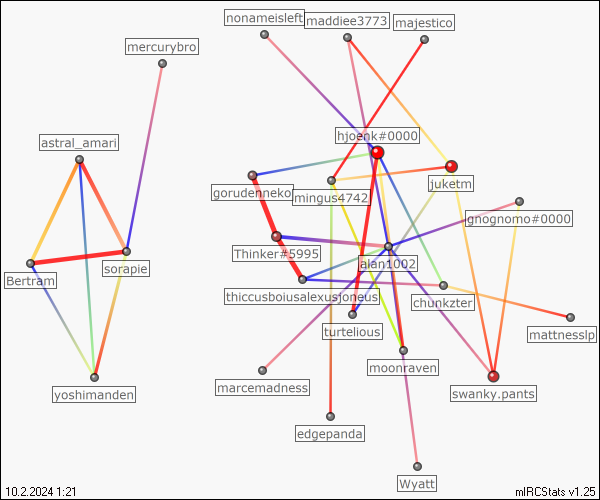 nonameisleft
maddiee3773
majestico
mercurybro
astral_amari
hjoenk#0000
gorudenneko
mingus4742
juketm
gnognomo#0000
Thinker#5995
alan1002
Bertram
sorapie
thiccusboiusalexusjoneus
chunkzter
turtelious
mattnesslp
moonraven
yoshimanden
marcemadness
swanky.pants
edgepanda
Wyatt
10.2.2024 1:21
mIRCStats v1.25